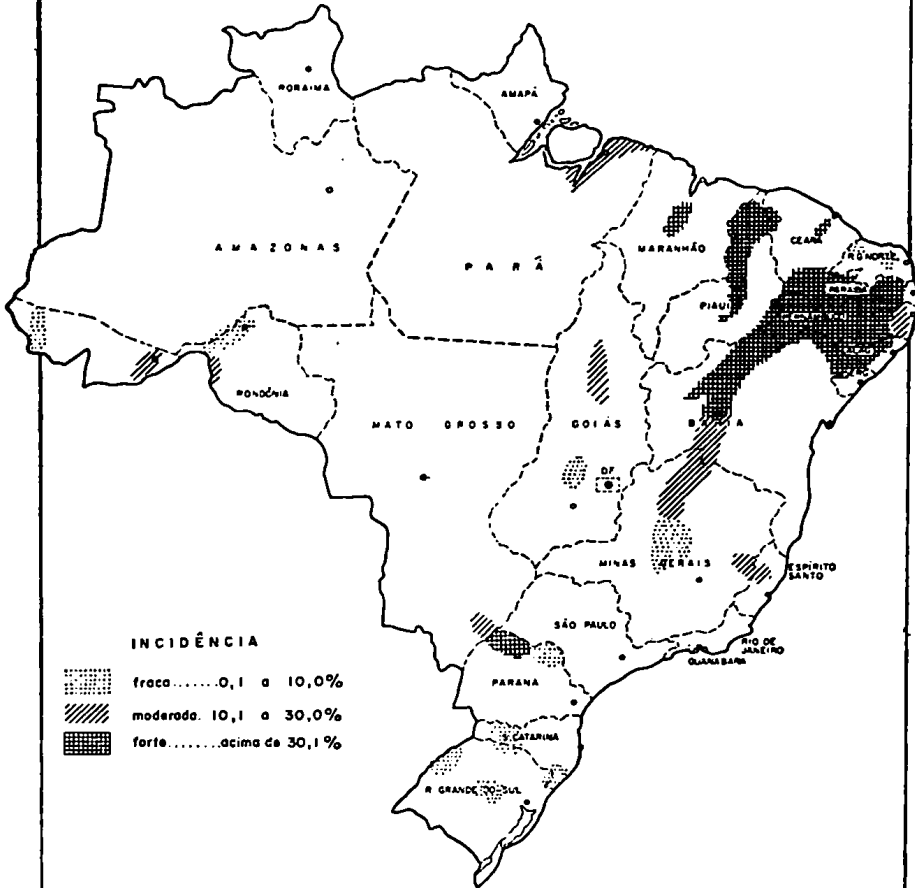 RORAIMA
AMAPÁ
AMAZONAS
PARÁ
MARANHÃO
CEARÁ
R.G.NORTE
PARAÍBA
PIAUÍ
RONDÔNIA
MATO GROSSO
GOIÁS
BAHIA
DF
MINAS GERAIS
ESPÍRITO
SANTO
SÃO PAULO
RIO DE
JANEIRO
GUANABARA
PARANÁ
S.CATARINA
R GRANDE DO SUL
INCIDÊNCIA
fraca.......0,1 a 10,0%
moderada. 10,1 a 30,0%
forte........acima de 30,1%